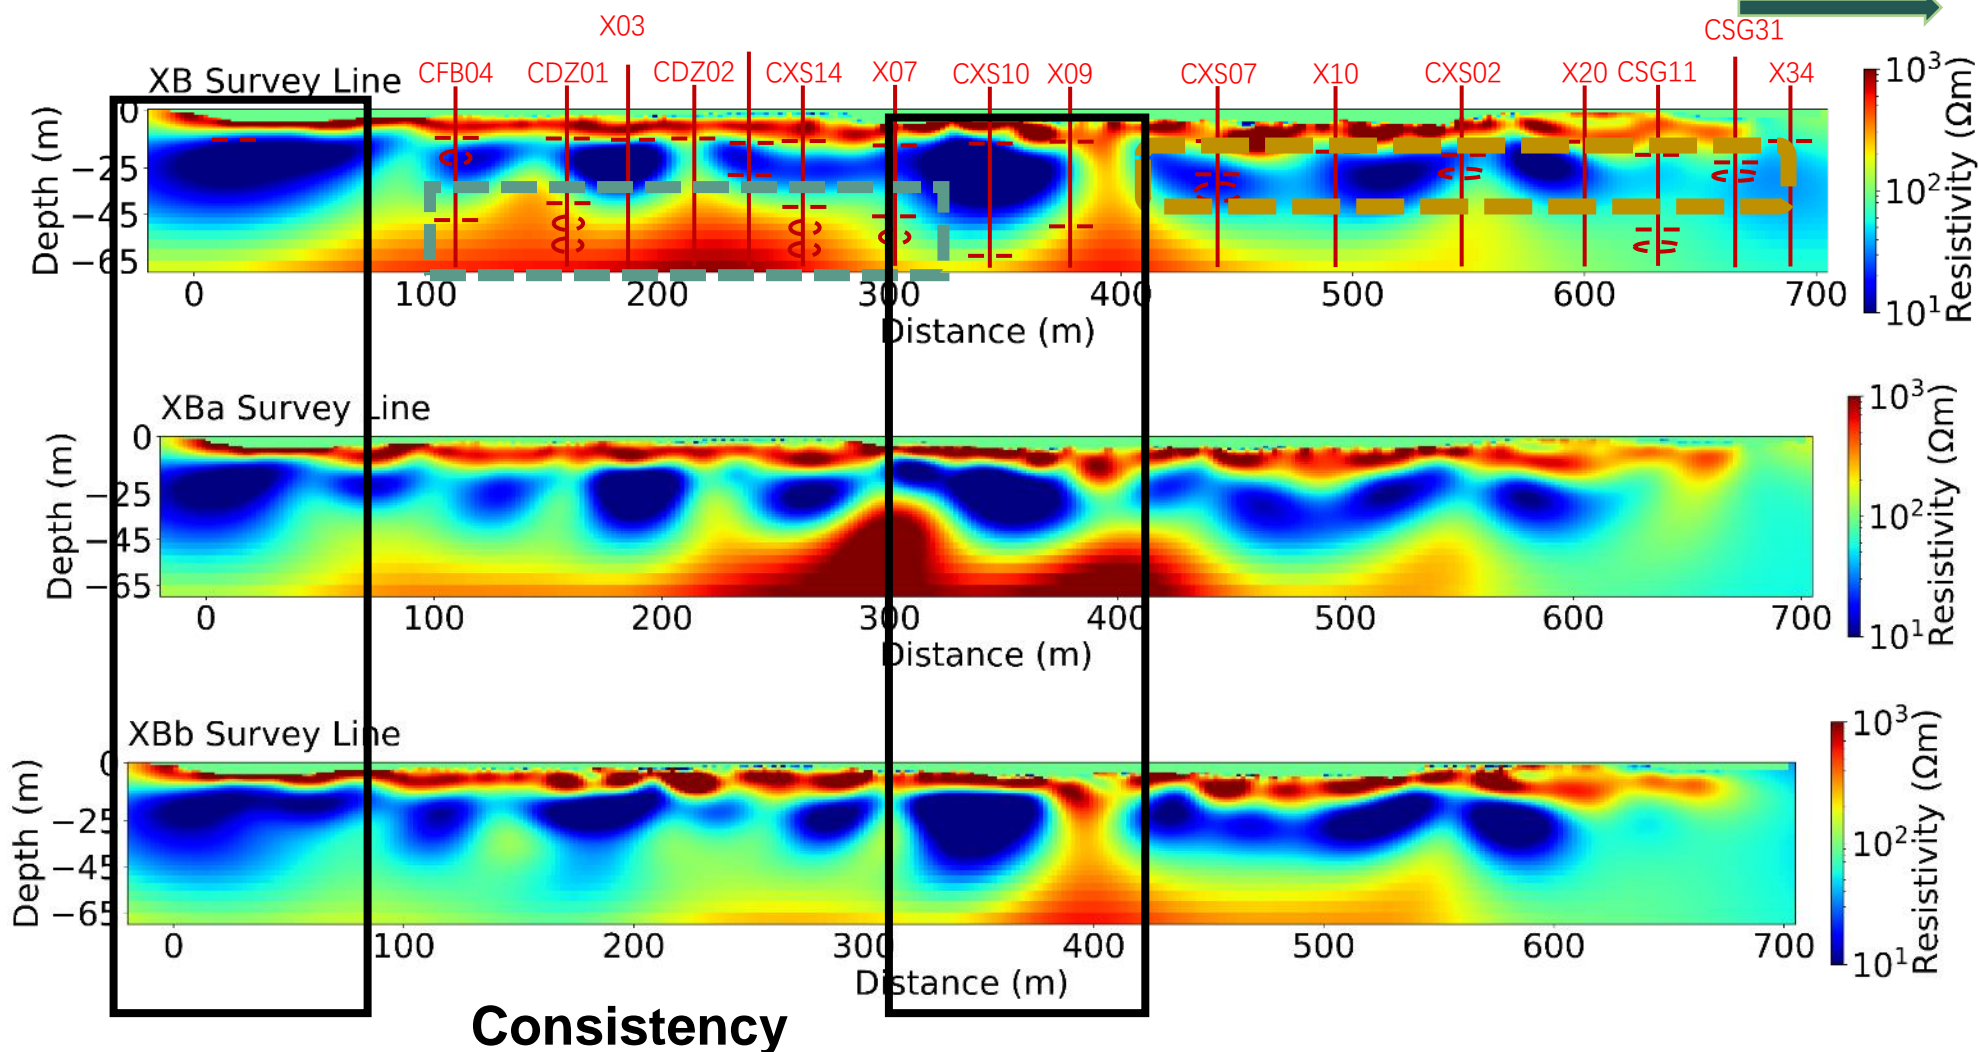 X03
CSG31
XB Survey Line
CFB04 CDZ01 CDZ02 CXS14 X07 CXS10 X09 CXS07 X10 CXS02 X20 CSG11 X34
Depth (m)
0
−25
−45
−65
0 100 200 300 400 500 600 700
Distance (m)
10³
10²
10¹
Resistivity (Ωm)
XBa Survey Line
Depth (m)
0
−25
−45
−65
0 100 200 300 400 500 600 700
Distance (m)
10³
10²
10¹
Resistivity (Ωm)
XBb Survey Line
Depth (m)
0
−25
−45
−65
0 100 200 300 400 500 600 700
Distance (m)
10³
10²
10¹
Resistivity (Ωm)
Consistency